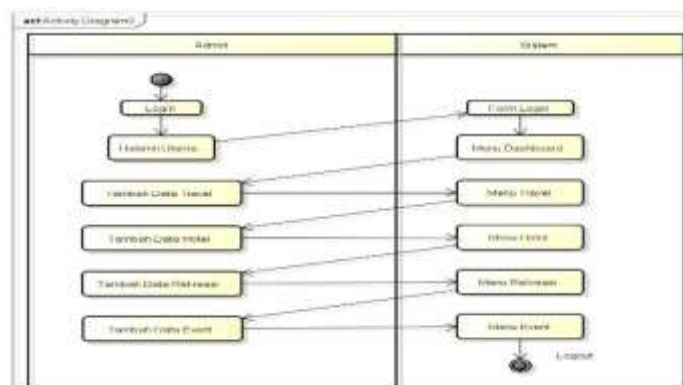 act Activity Diagram0
Admin
Sistem
Login
Form Login
Halaman Utama
Menu Dashboard
Tambah Data Travel
Menu Travel
Tambah Data Hotel
Menu Hotel
Tambah Data Rekreasi
Menu Rekreasi
Tambah Data Event
Menu Event
Logout